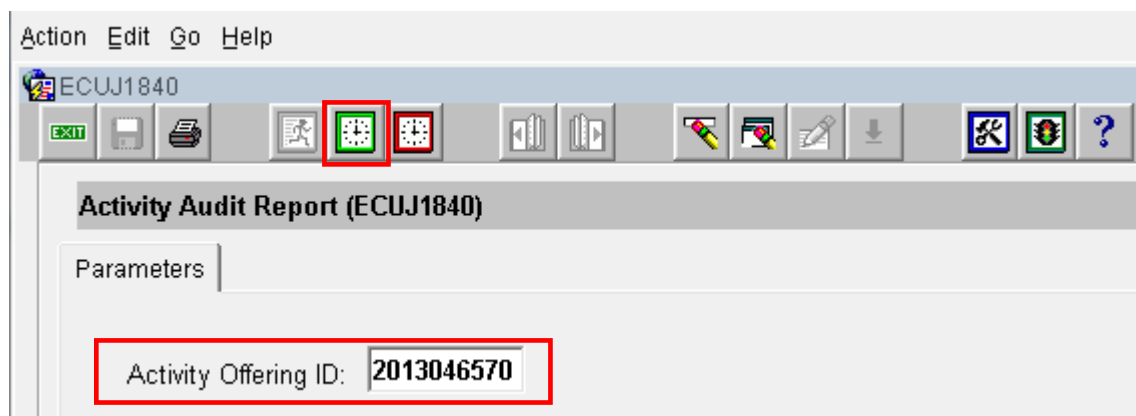 Action Edit Go Help
ECUJ1840
EXIT ?
Activity Audit Report (ECUJ1840)
Parameters
Activity Offering ID: 2013046570